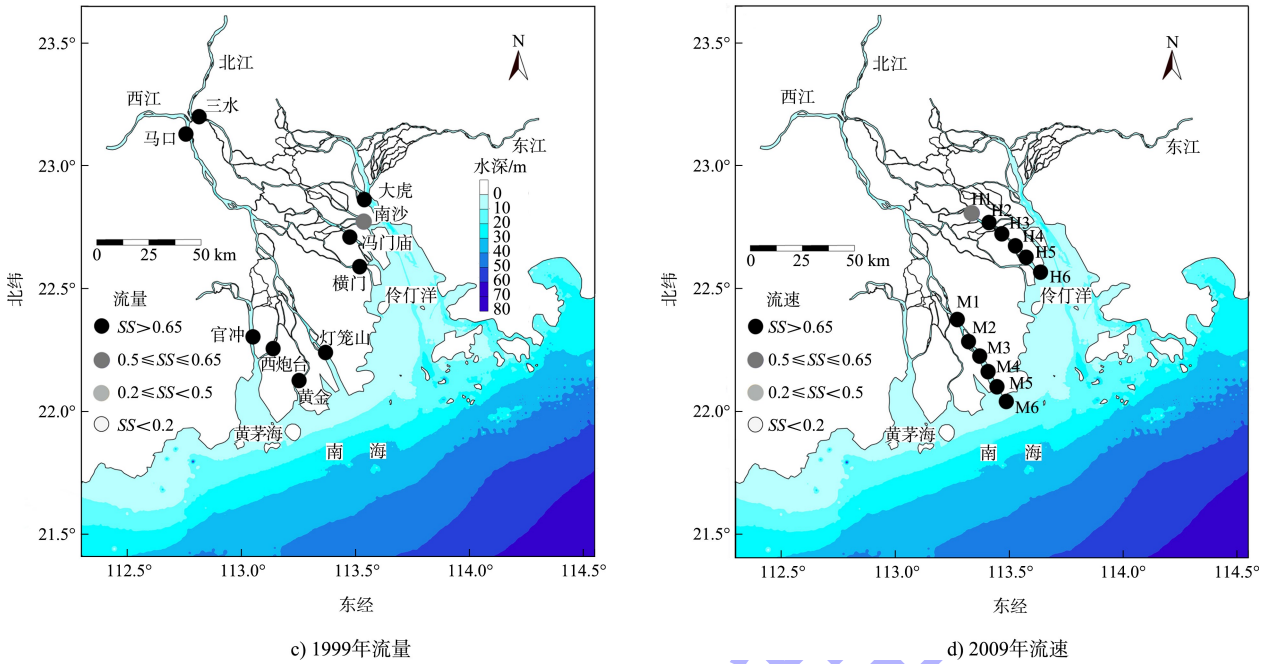 23.5°
23.0°
22.5°
22.0°
21.5°
北纬
N
北江
西江
三水
马口
东江
水深/m
0
10
20
30
40
50
60
70
80
大虎
南沙
冯门庙
横门
伶仃洋
0 25 50 km
流量
SS>0.65
0.5≤SS≤0.65
0.2≤SS<0.5
SS<0.2
官冲
西炮台
灯笼山
黄金
黄茅海
南 海
112.5° 113.0° 113.5° 114.0° 114.5°
东经
c) 1999年流量
23.5°
23.0°
22.5°
22.0°
21.5°
北纬
N
北江
西江
东江
H1
H2
H3
H4
H5
H6
伶仃洋
0 25 50 km
流速
SS>0.65
0.5≤SS≤0.65
0.2≤SS<0.5
SS<0.2
M1
M2
M3
M4
M5
M6
黄茅海
南 海
112.5° 113.0° 113.5° 114.0° 114.5°
东经
d) 2009年流速